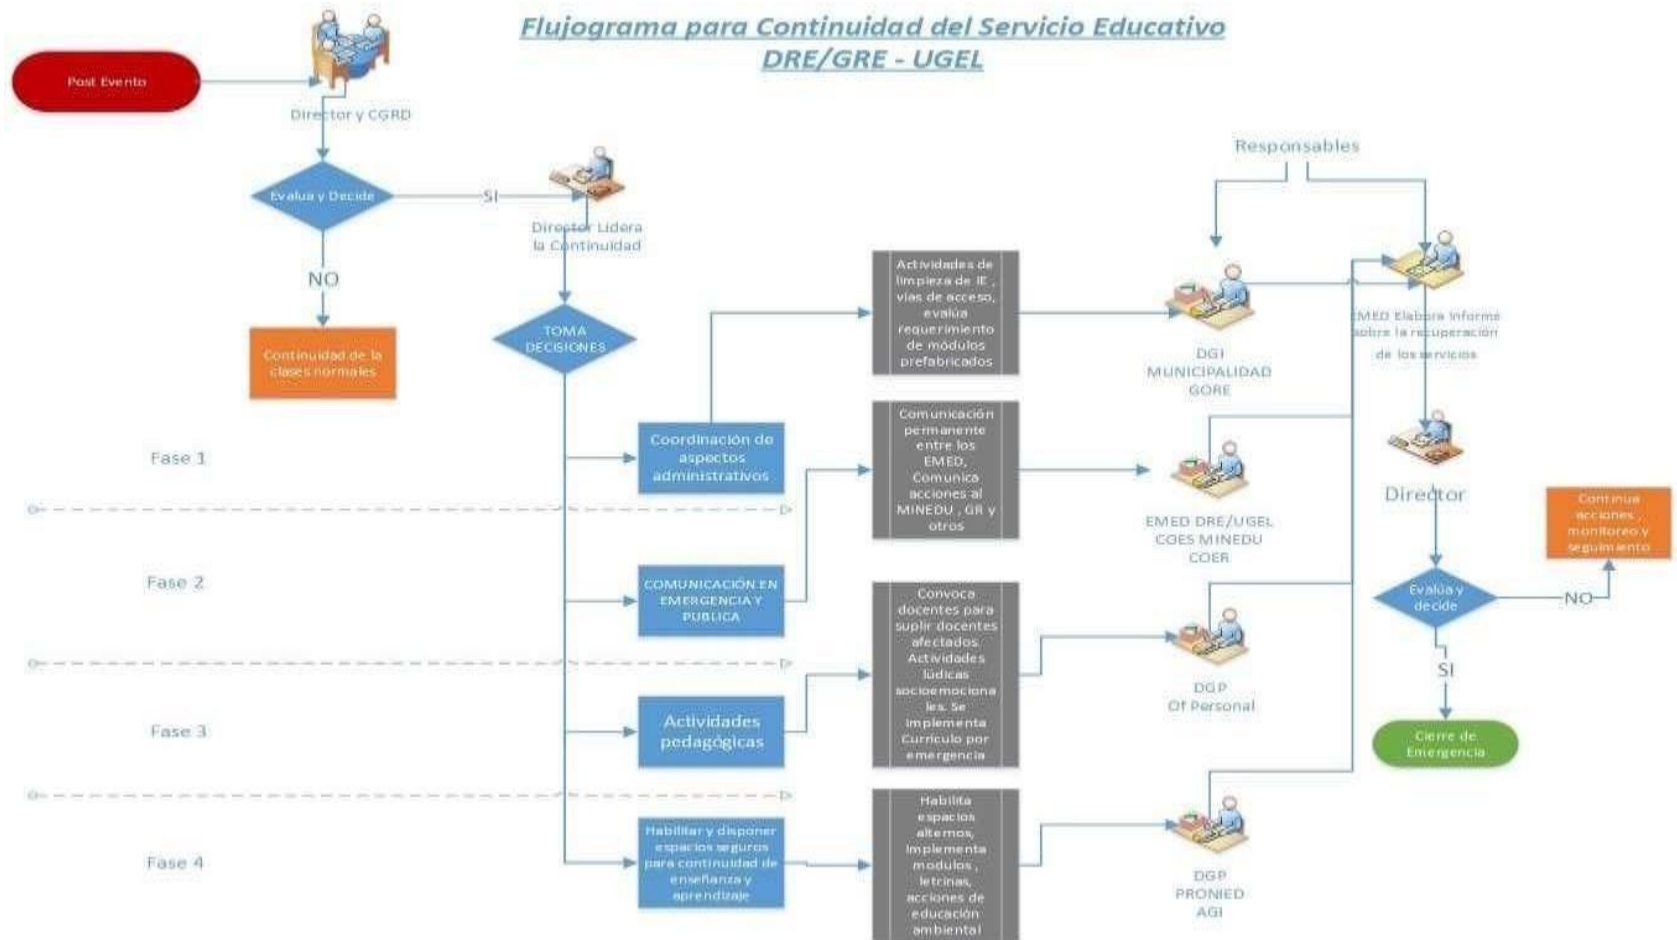 Flujograma para Continuidad del Servicio Educativo
DRE/GRE - UGEL
Post Evento
Director y CGRD
Evalua y Decide
SI
NO
Director Lidera
la Continuidad
Continuidad de la
clases normales
TOMA
DECISIONES
Fase 1
Coordinación de
aspectos
administrativos
Actividades de
limpieza de IE ,
vías de acceso,
evalúa
requerimiento
de módulos
prefabricados
DGI
MUNICIPALIDAD
GORE
Fase 2
COMUNICACIÓN EN
EMERGENCIA Y
PUBLICA
Comunicación
permanente
entre los
EMED,
Comunica
acciones al
MINEDU , GR y
otros
EMED DRE/UGEL
COES MINEDU
COER
Fase 3
Actividades
pedagógicas
Convoca
docentes para
suplir docentes
afectados.
Actividades
lúdicas
socioemociona
les. Se
implementa
Currículo por
emergencia
DGP
Of Personal
Fase 4
Habilitar y disponer
espacios seguros
para continuidad de
enseñanza y
aprendizaje
Habilita
espacios
alternos,
Implementa
modulos ,
letrinas,
acciones de
educación
ambiental
DGP
PRONIED
AGI
Responsables
EMED Elabora Informe
sobre la recuperación
de los servicios
Director
Evalúa y
decide
NO
Continua
acciones ,
monitoreo y
seguimiento
SI
Cierre de
Emergencia